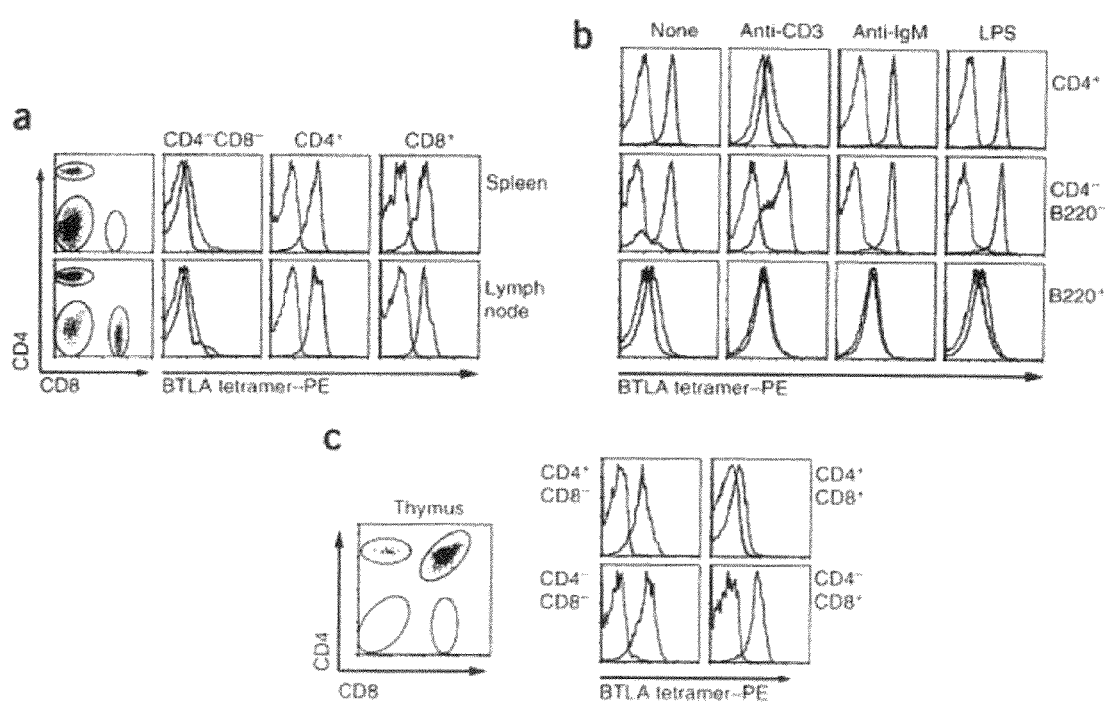 a
CD4⁻CD8⁻ CD4⁺ CD8⁺
Spleen
Lymph
node
CD4
CD8
BTLA tetramer–PE
b
None Anti-CD3 Anti-IgM LPS
CD4⁺
CD4⁻
B220⁻
B220⁺
BTLA tetramer–PE
c
Thymus
CD4
CD8
CD4⁺
CD8⁻
CD4⁺
CD8⁺
CD4⁻
CD8⁻
CD4⁻
CD8⁺
BTLA tetramer–PE